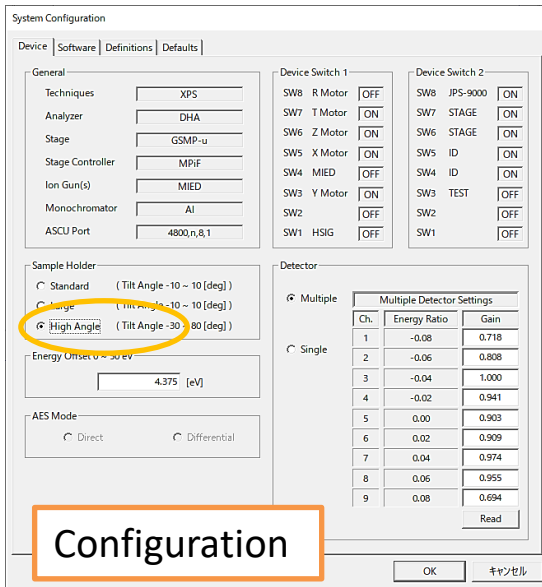 System Configuration
Device Software Definitions Defaults
General
Techniques XPS
Analyzer DHA
Stage GSMP-u
Stage Controller MPiF
Ion Gun(s) MIED
Monochromator Al
ASCU Port 4800,n,8,1
Device Switch 1
SW8 R Motor OFF
SW7 T Motor ON
SW6 Z Motor ON
SW5 X Motor ON
SW4 MIED OFF
SW3 Y Motor ON
SW2 OFF
SW1 HSIG OFF
Device Switch 2
SW8 JPS-9000 ON
SW7 STAGE ON
SW6 STAGE ON
SW5 ID ON
SW4 ID ON
SW3 TEST OFF
SW2 OFF
SW1 OFF
Sample Holder
Standard ( Tilt Angle -10 ~ 10 [deg] )
Large ( Tilt Angle -10 ~ 10 [deg] )
High Angle ( Tilt Angle -30 ~ 80 [deg] )
Energy Offset 0 ~ 50 eV
4.375 [eV]
AES Mode
Direct Differential
Detector
Multiple
Single
Multiple Detector Settings
Ch. Energy Ratio Gain
1 -0.08 0.718
2 -0.06 0.808
3 -0.04 1.000
4 -0.02 0.941
5 0.00 0.903
6 0.02 0.909
7 0.04 0.974
8 0.06 0.955
9 0.08 0.694
Read
Configuration
OK キャンセル